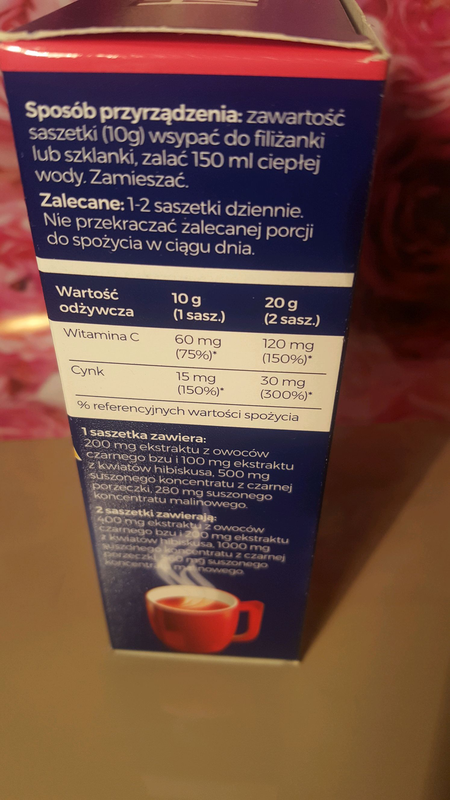 Sposób przyrządzenia: zawartość
saszetki (10g) wsypać do filiżanki
lub szklanki, zalać 150 ml ciepłej
wody. Zamieszać.
Zalecane: 1-2 saszetki dziennie.
Nie przekraczać zalecanej porcji
do spożycia w ciągu dnia.
Wartość odżywcza 10 g (1 sasz.) 20 g (2 sasz.)
Witamina C 60 mg (75%)* 120 mg (150%)*
Cynk 15 mg (150%)* 30 mg (300%)*
% referencyjnych wartości spożycia
1 saszetka zawiera:
200 mg ekstraktu z owoców
czarnego bzu i 100 mg ekstraktu
z kwiatów hibiskusa, 500 mg
suszonego koncentratu z czarnej
porzeczki, 280 mg suszonego
koncentratu malinowego.
2 saszetki zawierają:
400 mg ekstraktu z owoców
czarnego bzu i 200 mg ekstraktu
z kwiatów hibiskusa, 1000 mg
suszonego koncentratu z czarnej
porzeczki, mg suszonego
koncentratu malinowego.